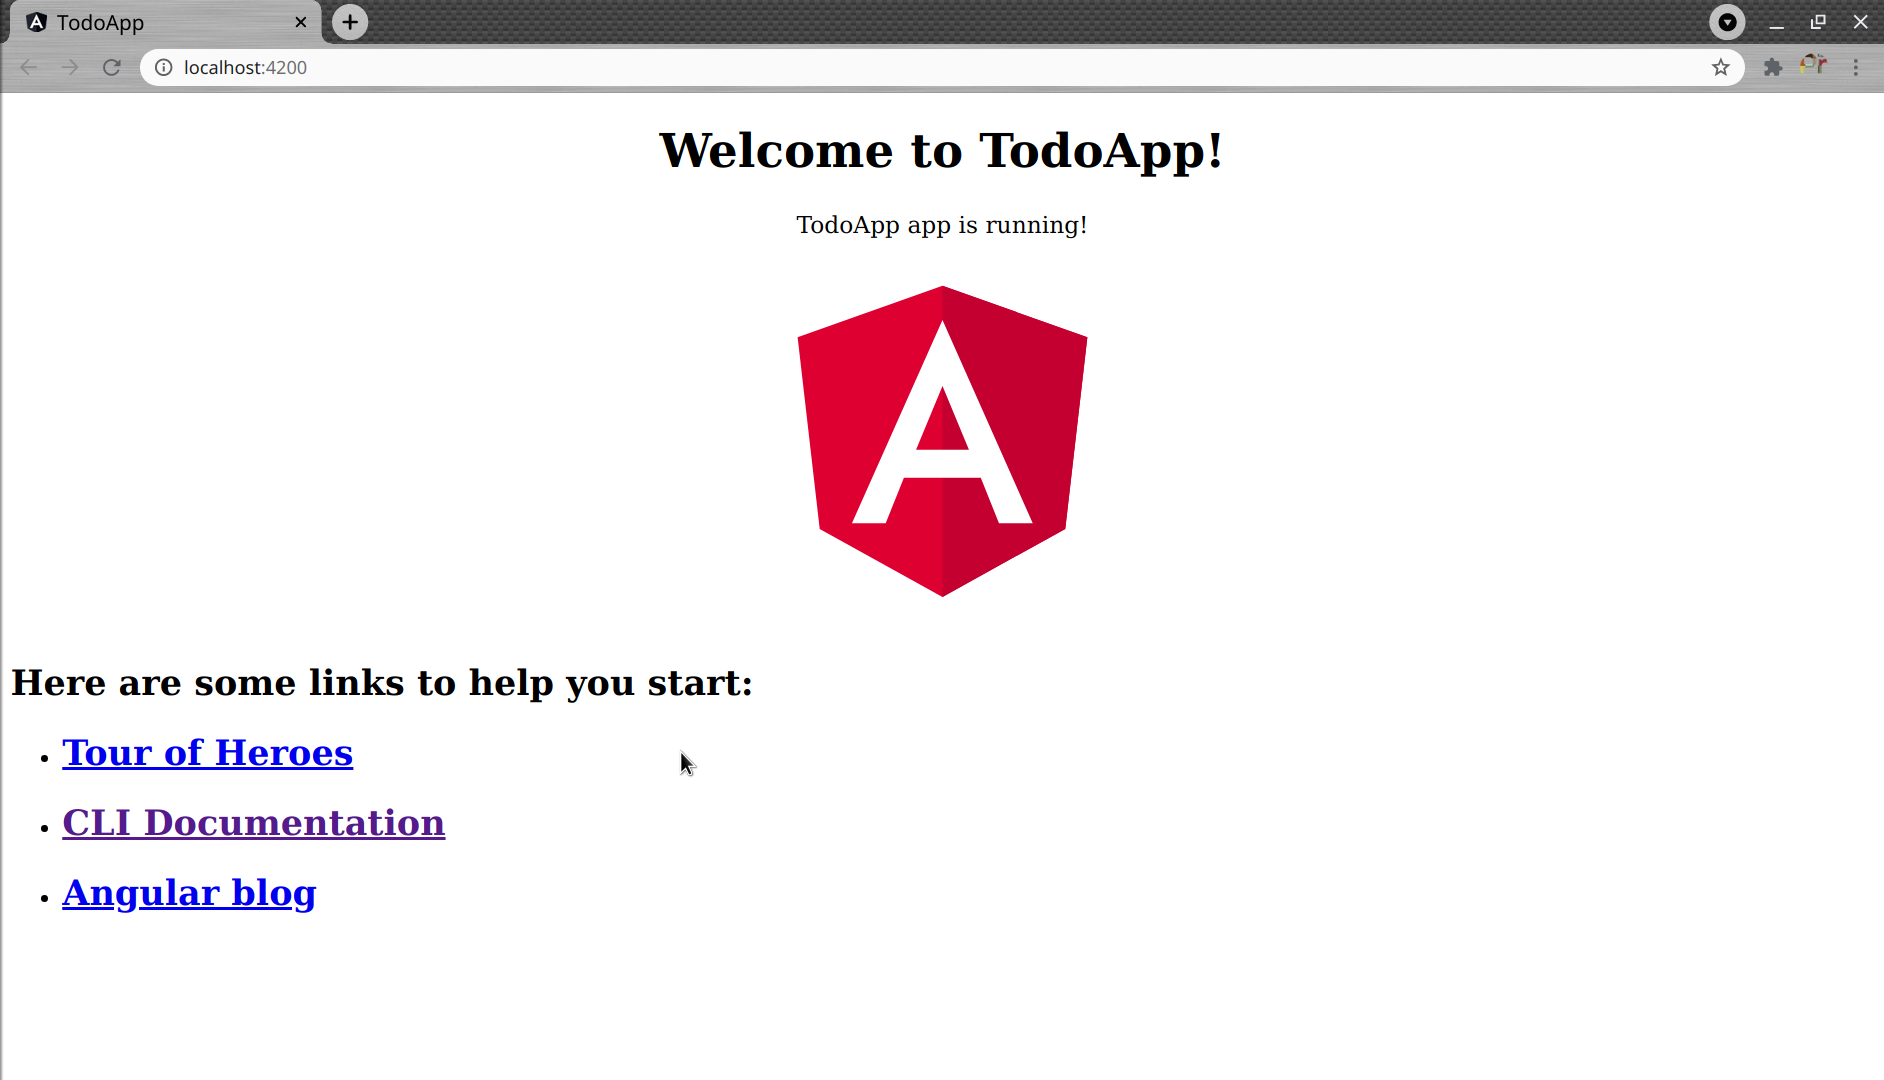 TodoApp
localhost:4200
Welcome to TodoApp!
TodoApp app is running!
A
Here are some links to help you start:
Tour of Heroes
CLI Documentation
Angular blog